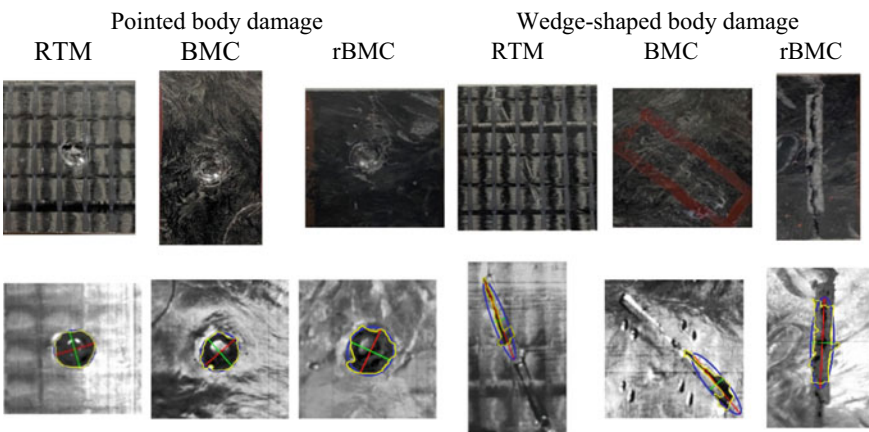 Pointed body damage Wedge-shaped body damage
RTM BMC rBMC RTM BMC rBMC